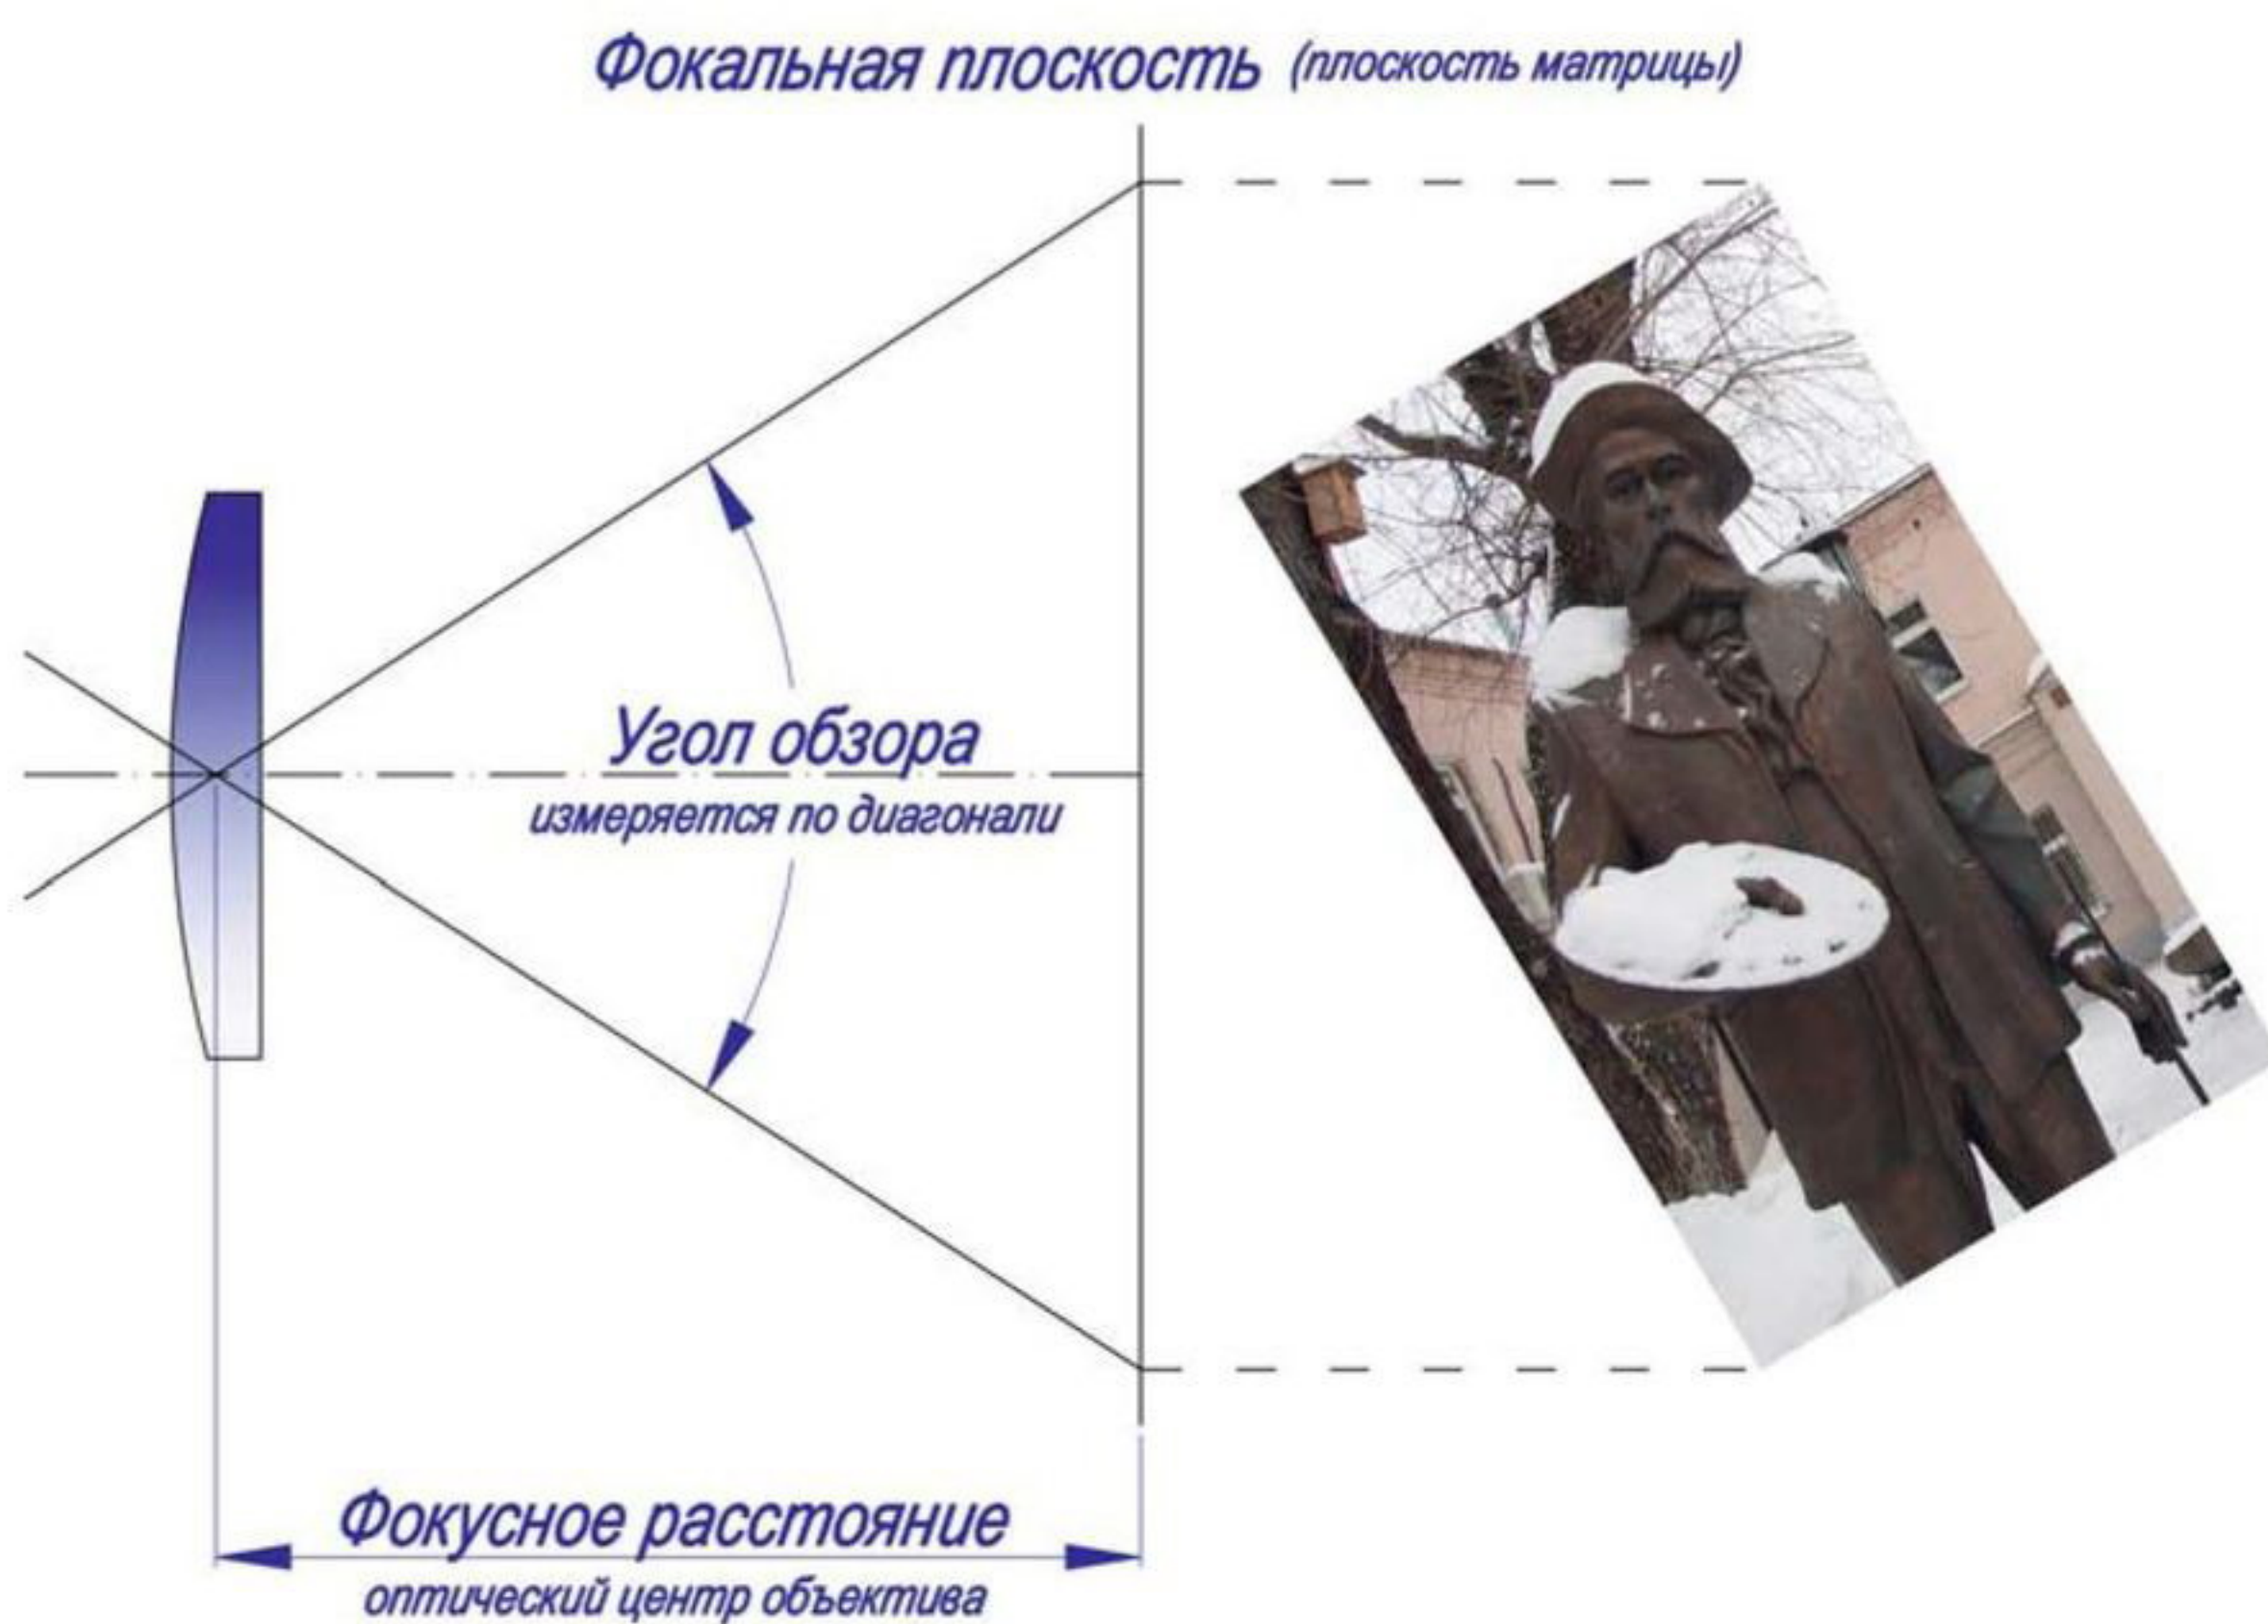 Фокальная плоскость (плоскость матрицы)
Угол обзора
измеряется по диагонали
Фокусное расстояние
оптический центр объектива